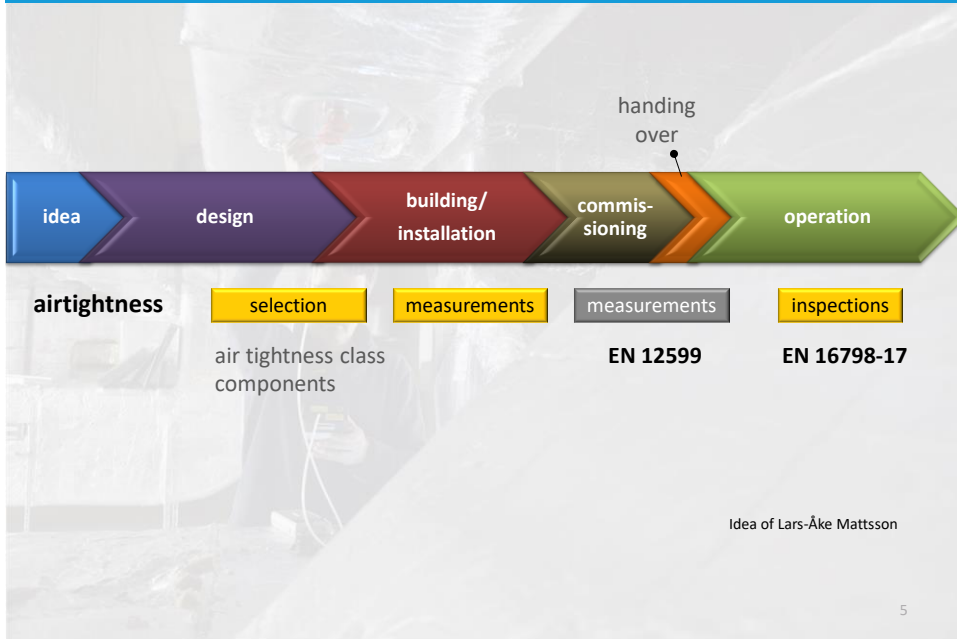 handing
over
idea
design
building/
installation
commis-
sioning
operation
airtightness
selection
measurements
measurements
inspections
air tightness class
components
EN 12599
EN 16798-17
Idea of Lars-Åke Mattsson
5